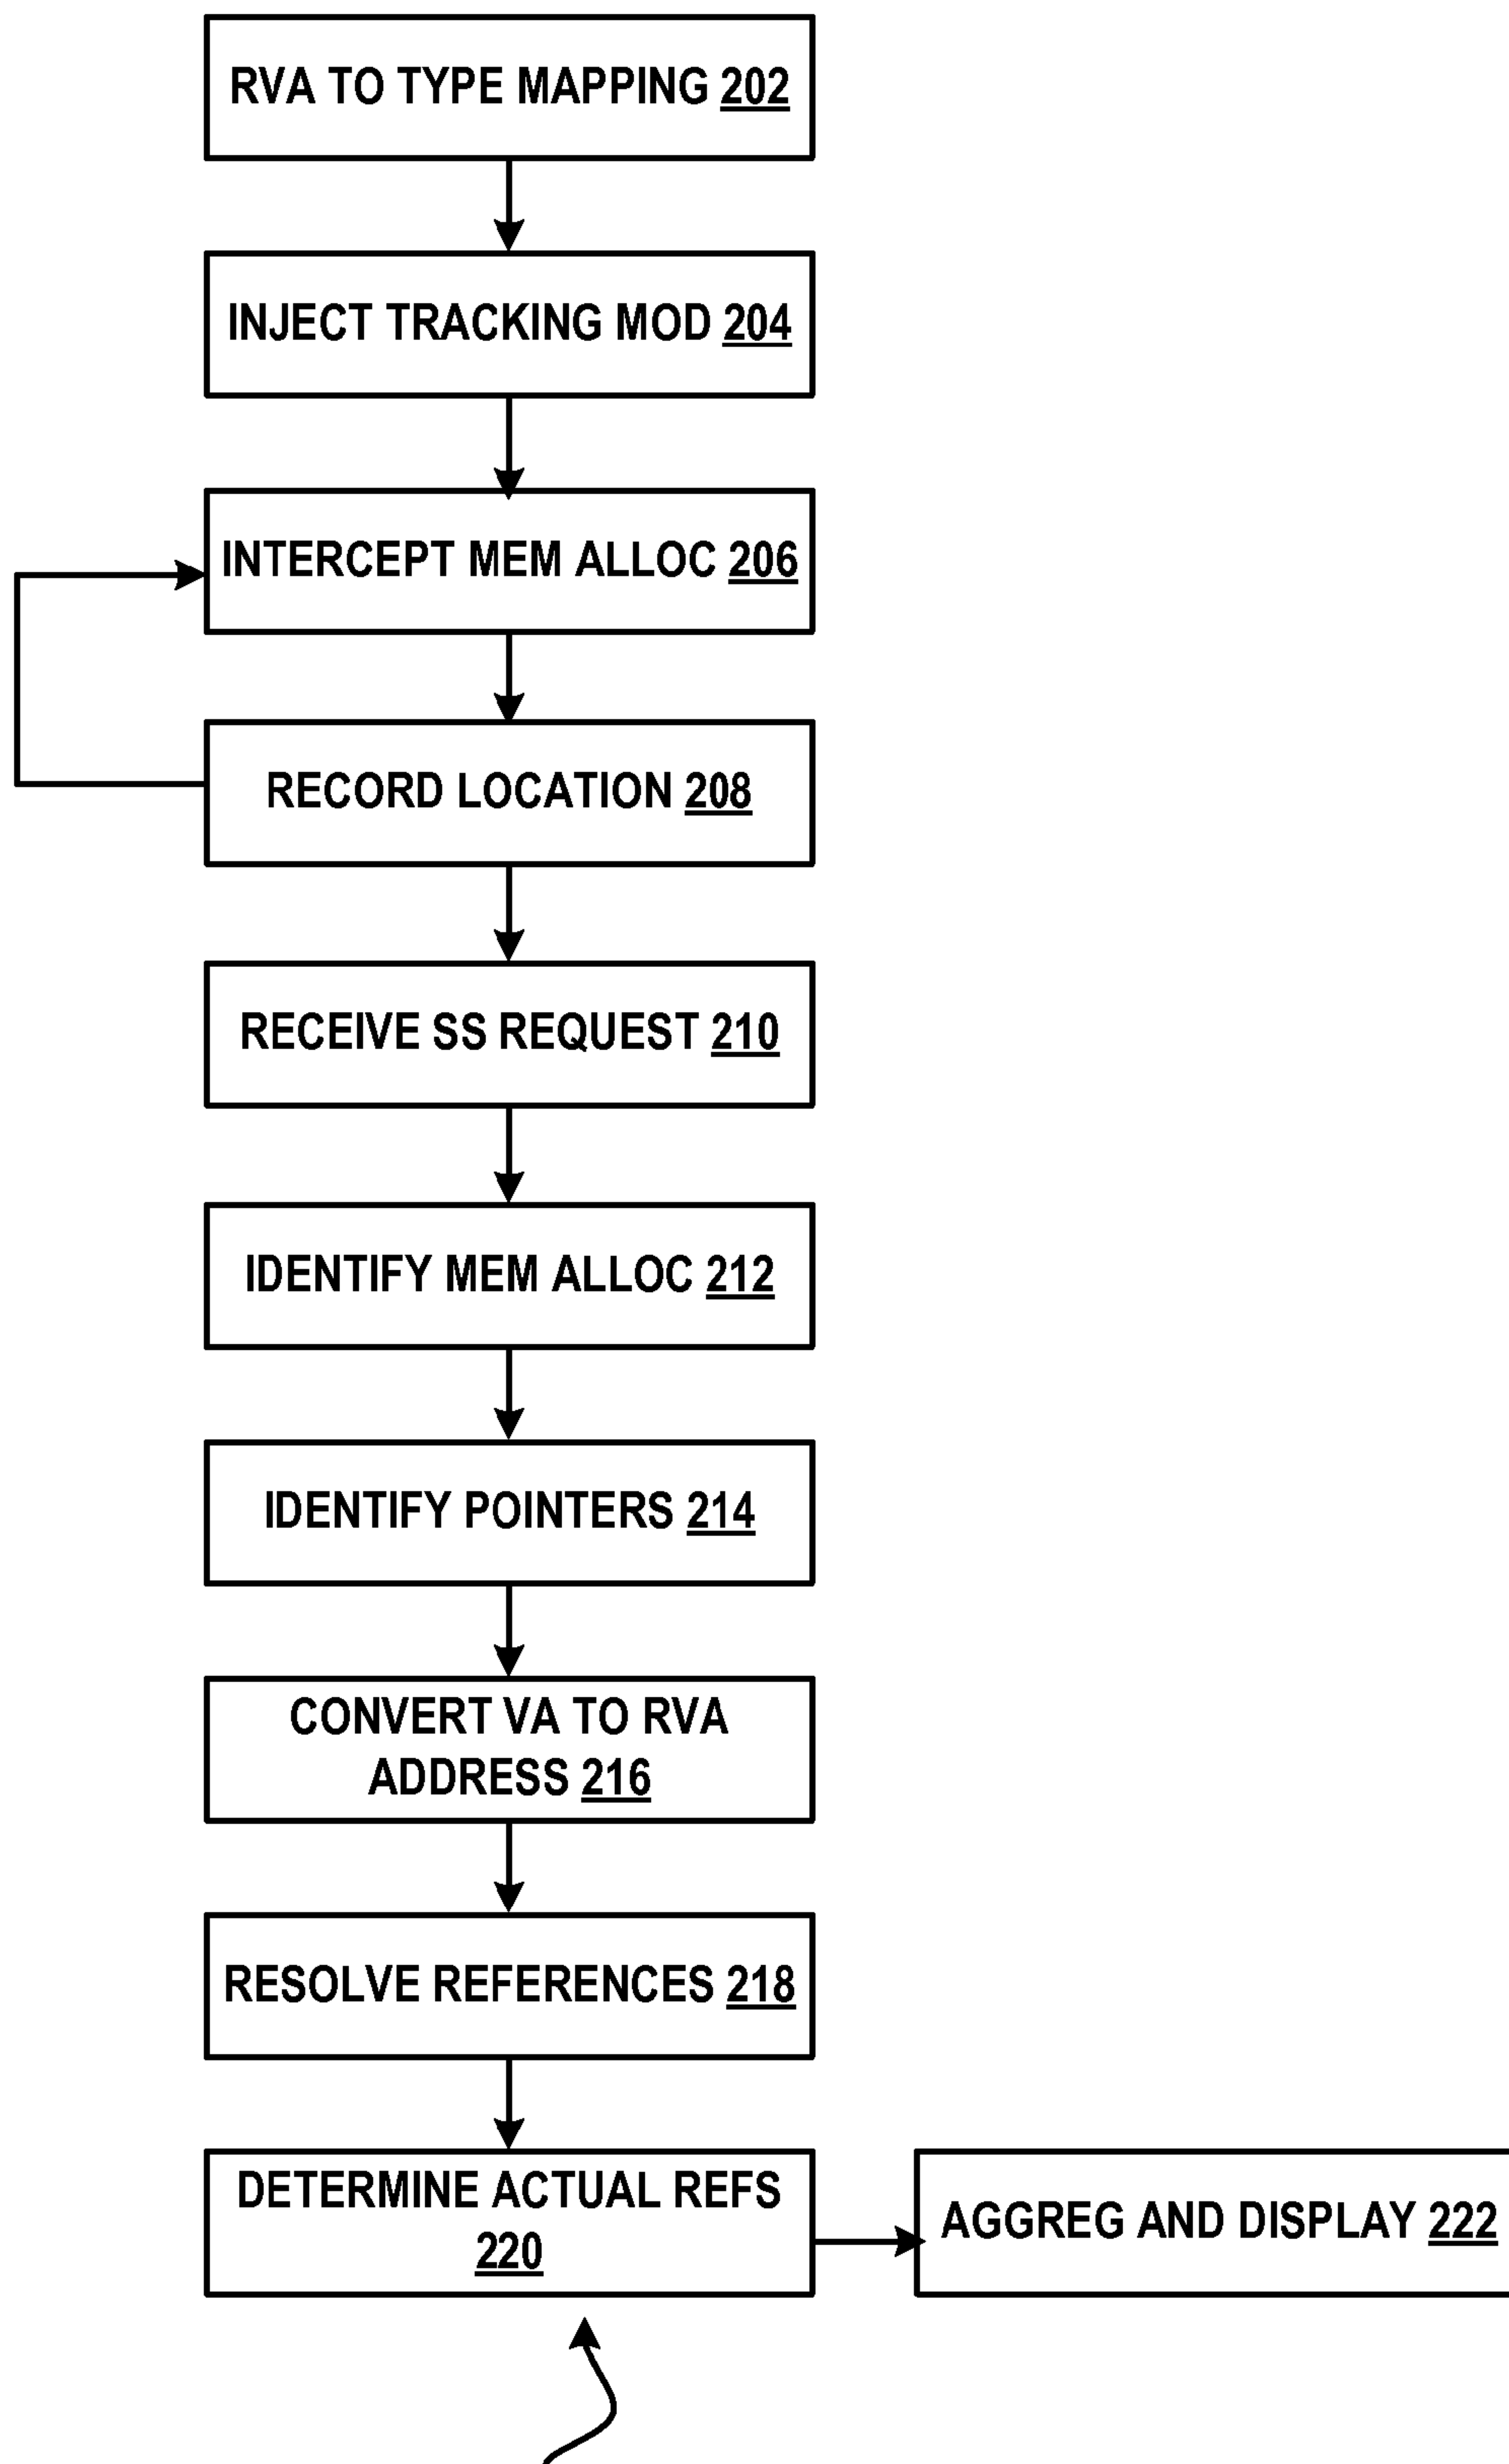 RVA TO TYPE MAPPING 202
INJECT TRACKING MOD 204
INTERCEPT MEM ALLOC 206
RECORD LOCATION 208
RECEIVE SS REQUEST 210
IDENTIFY MEM ALLOC 212
IDENTIFY POINTERS 214
CONVERT VA TO RVA
ADDRESS 216
RESOLVE REFERENCES 218
DETERMINE ACTUAL REFS
220
AGGREG AND DISPLAY 222